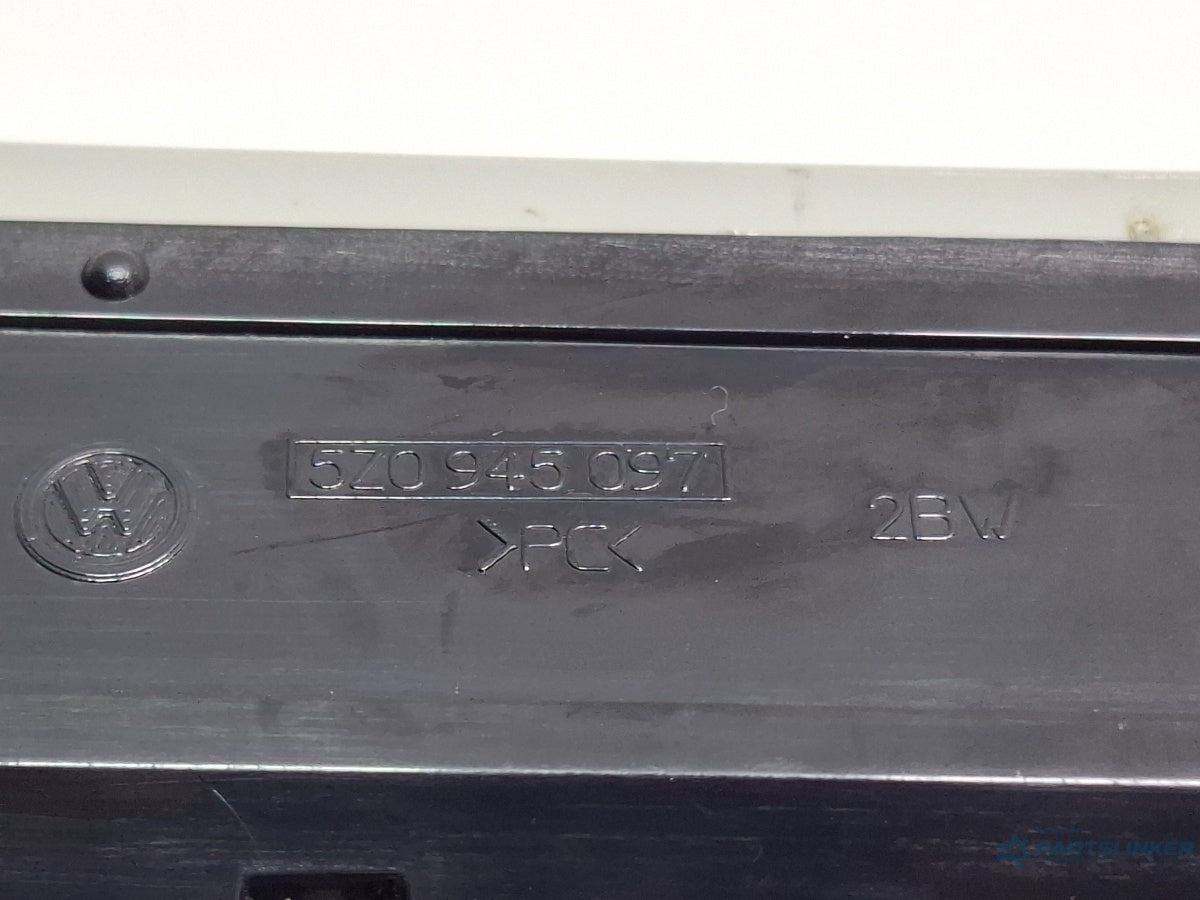 5Z0 945 097
>PC<
2BW
PARTSLINKER